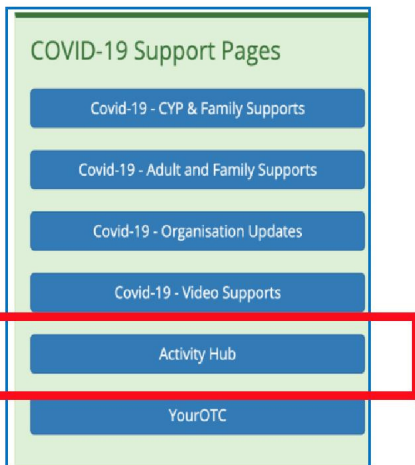 COVID-19 Support Pages
Covid-19 - CYP & Family Supports
Covid-19 - Adult and Family Supports
Covid-19 - Organisation Updates
Covid-19 - Video Supports
Activity Hub
YourOTC